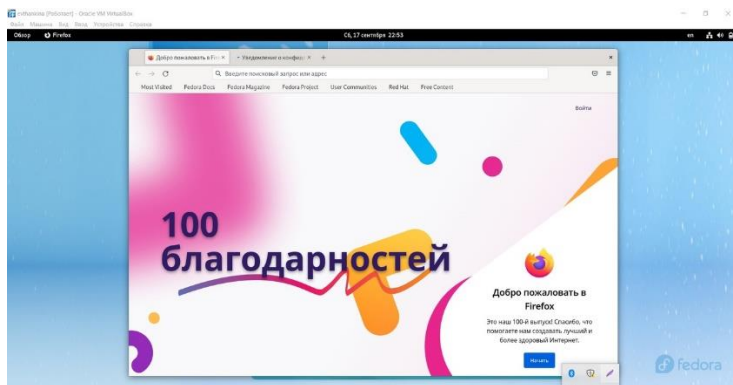 [Работает] - Oracle VM VirtualBox
Файл Машина Вид Ввод Устройства Справка
Обзор Firefox Сб, 17 сентября 22:53 en
Добро пожаловать в Fir × Уведомление о конфиде × +
Введите поисковый запрос или адрес
Most Visited Fedora Docs Fedora Magazine Fedora Project User Communities Red Hat Free Content
Войти
100
благодарностей
Добро пожаловать в
Firefox
Это наш 100-й выпуск! Спасибо, что
помогаете нам создавать лучший и
более здоровый Интернет.
Начать
fedora